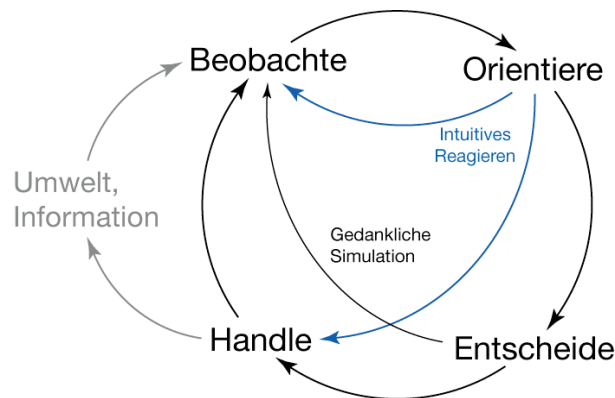 Beobachte
Orientiere
Intuitives
Reagieren
Umwelt,
Information
Gedankliche
Simulation
Handle
Entscheide